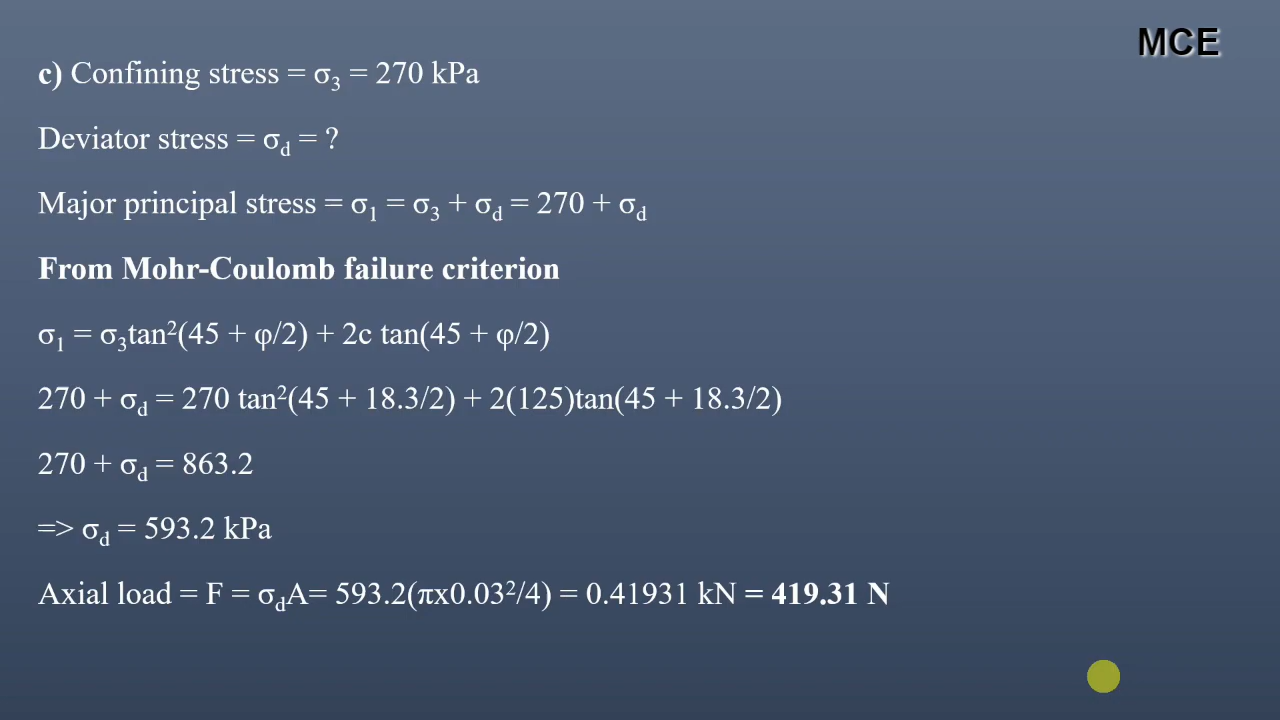 MCE
c) Confining stress = σ₃ = 270 kPa
Deviator stress = σd = ?
Major principal stress = σ₁ = σ₃ + σd = 270 + σd
From Mohr-Coulomb failure criterion
σ₁ = σ₃tan²(45 + φ/2) + 2c tan(45 + φ/2)
270 + σd = 270 tan²(45 + 18.3/2) + 2(125)tan(45 + 18.3/2)
270 + σd = 863.2
=> σd = 593.2 kPa
Axial load = F = σdA= 593.2(πx0.03²/4) = 0.41931 kN = 419.31 N